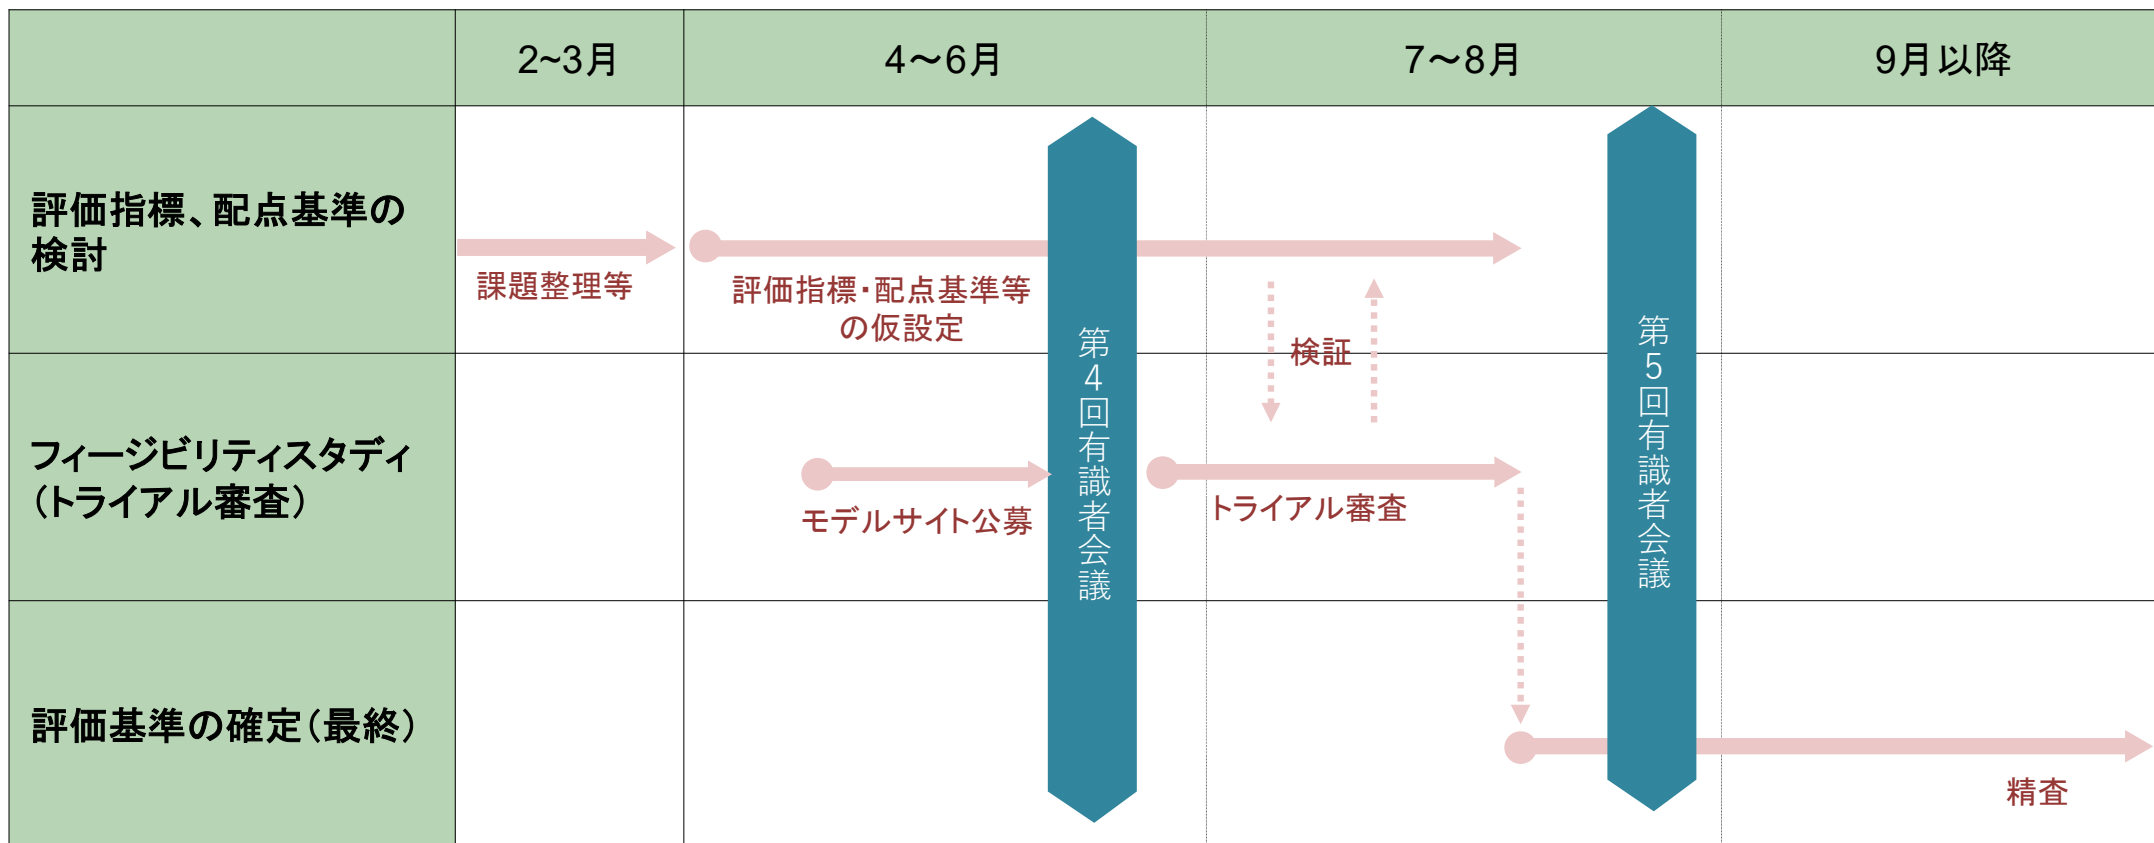 2~3月
4～6月
7～8月
9月以降
評価指標、配点基準の
検討
課題整理等
評価指標・配点基準等
の仮設定
検証
第4回有識者会議
第5回有識者会議
フィージビリティスタディ
（トライアル審査）
モデルサイト公募
トライアル審査
評価基準の確定（最終）
精査